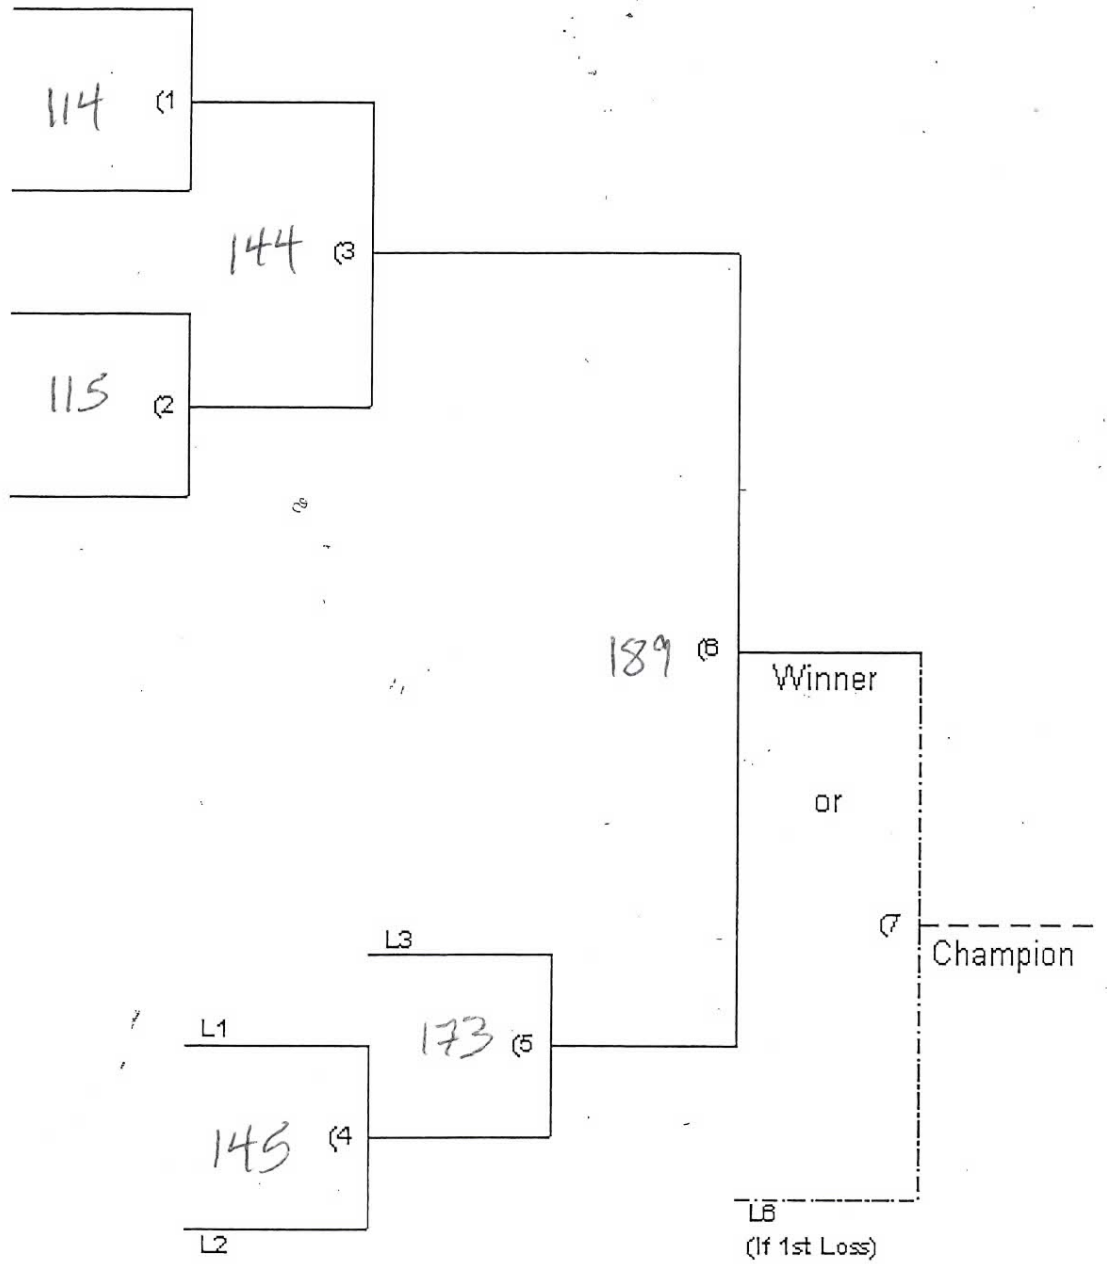 114 (1
144 (3
115 (2
189 (6
Winner
or
(7
Champion
L3
L1
173 (5
145 (4
L2
L6
(If 1st Loss)